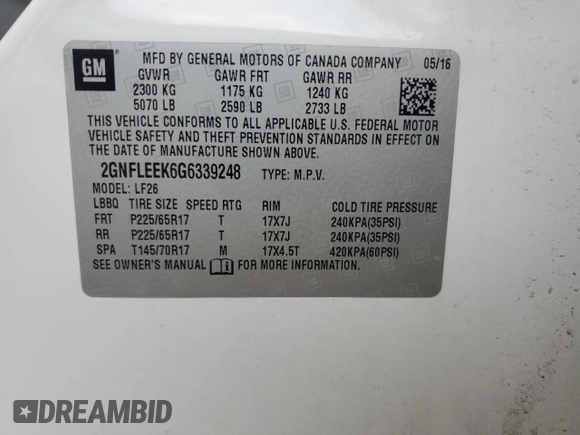 GM
MFD BY GENERAL MOTORS OF CANADA COMPANY 05/16
GVWR GAWR FRT GAWR RR
2300 KG 1175 KG 1240 KG
5070 LB 2590 LB 2733 LB
THIS VEHICLE CONFORMS TO ALL APPLICABLE U.S. FEDERAL MOTOR
VEHICLE SAFETY AND THEFT PREVENTION STANDARDS IN EFFECT ON
THE DATE OF MANUFACTURE SHOWN ABOVE.
2GNFLEEK6G6339248 TYPE: M.P.V.
MODEL: LF26
LBBQ TIRE SIZE SPEED RTG RIM COLD TIRE PRESSURE
FRT P225/65R17 T 17X7J 240KPA(35PSI)
RR P225/65R17 T 17X7J 240KPA(35PSI)
SPA T145/70R17 M 17X4.5T 420KPA(60PSI)
SEE OWNER'S MANUAL i FOR MORE INFORMATION.
DREAMBID